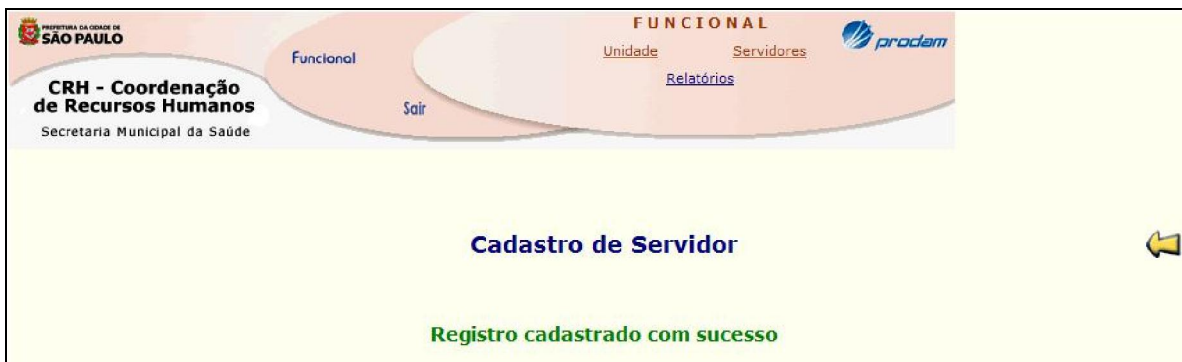 PREFEITURA DA CIDADE DE
SÃO PAULO
CRH - Coordenação
de Recursos Humanos
Secretaria Municipal da Saúde
Funcional
Sair
FUNCIONAL
Unidade Servidores
Relatórios
prodam
Cadastro de Servidor
Registro cadastrado com sucesso